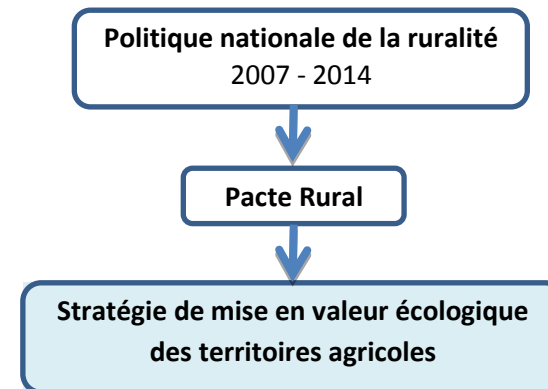 Politique nationale de la ruralité
2007 - 2014
Pacte Rural
Stratégie de mise en valeur écologique
des territoires agricoles